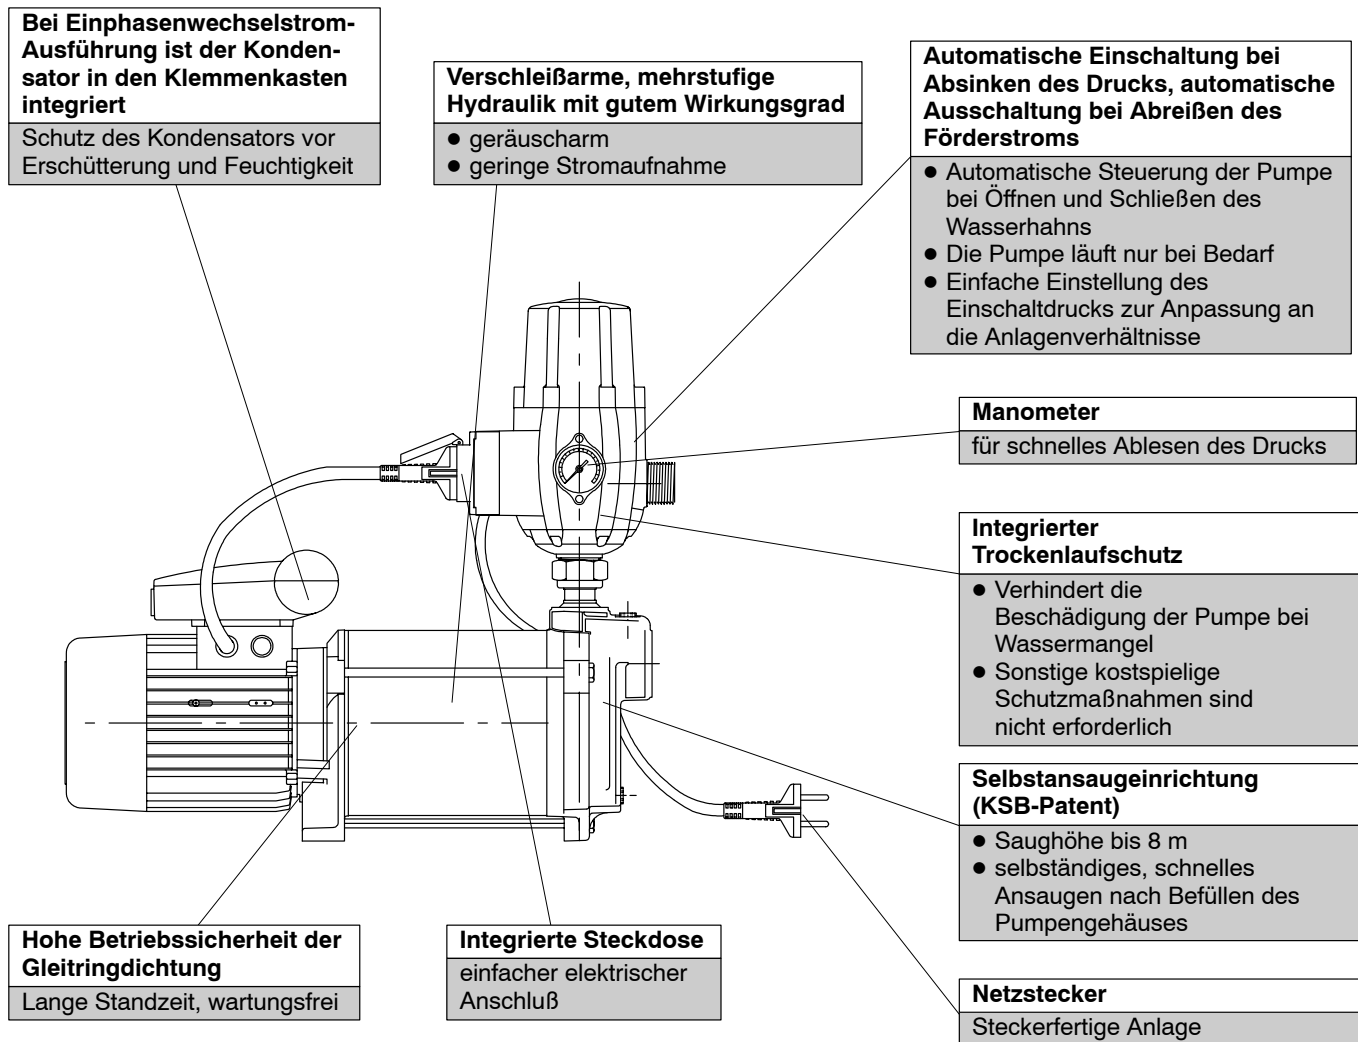 Bei Einphasenwechselstrom-
Ausführung ist der Konden-
sator in den Klemmenkasten
integriert
Schutz des Kondensators vor
Erschütterung und Feuchtigkeit
Verschleißarme, mehrstufige
Hydraulik mit gutem Wirkungsgrad
● geräuscharm
● geringe Stromaufnahme
Automatische Einschaltung bei
Absinken des Drucks, automatische
Ausschaltung bei Abreißen des
Förderstroms
● Automatische Steuerung der Pumpe
bei Öffnen und Schließen des
Wasserhahns
● Die Pumpe läuft nur bei Bedarf
● Einfache Einstellung des
Einschaltdrucks zur Anpassung an
die Anlagenverhältnisse
Manometer
für schnelles Ablesen des Drucks
Integrierter
Trockenlaufschutz
● Verhindert die
Beschädigung der Pumpe bei
Wassermangel
● Sonstige kostspielige
Schutzmaßnahmen sind
nicht erforderlich
Selbstansaugeinrichtung
(KSB-Patent)
● Saughöhe bis 8 m
● selbständiges, schnelles
Ansaugen nach Befüllen des
Pumpengehäuses
Hohe Betriebssicherheit der
Gleitringdichtung
Lange Standzeit, wartungsfrei
Integrierte Steckdose
einfacher elektrischer
Anschluß
Netzstecker
Steckerfertige Anlage